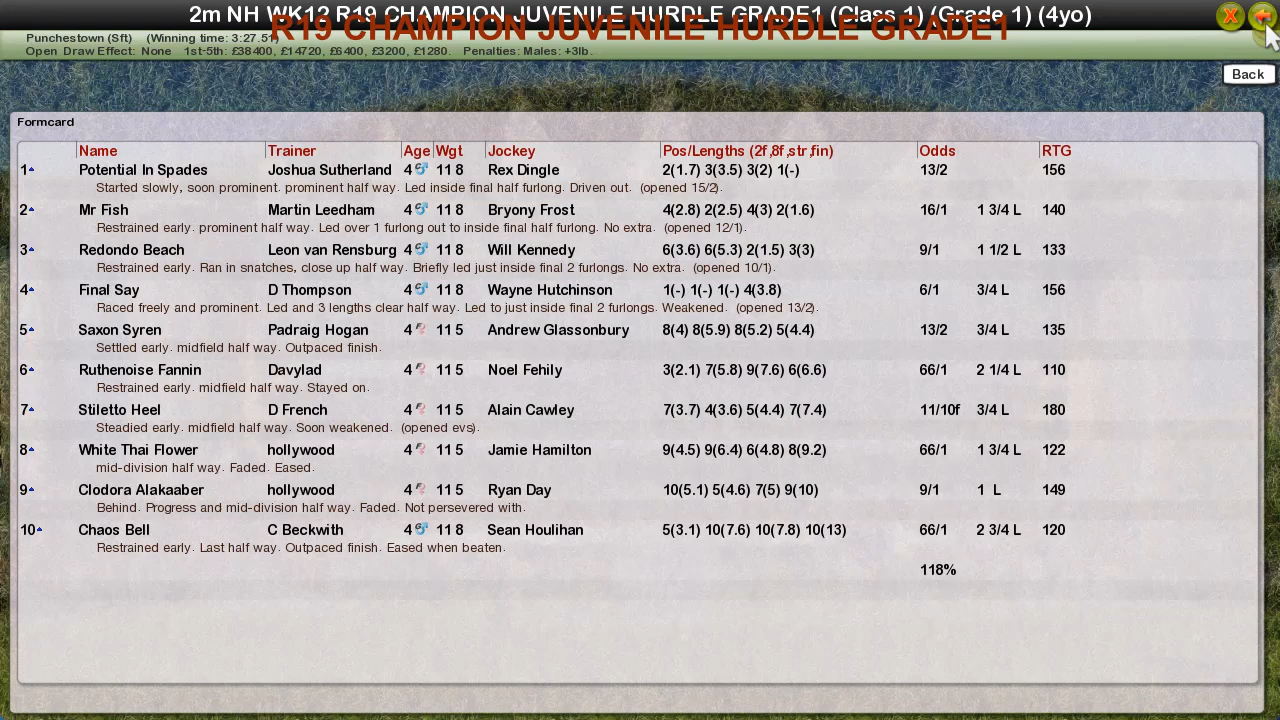 2m NH WK12 R19 CHAMPION JUVENILE HURDLE GRADE1 (Class 1) (Grade 1) (4yo)
R19 CHAMPION JUVENILE HURDLE GRADE1
Punchestown (Sft) (Winning time: 3:27.51)
Open Draw Effect: None 1st-5th: £38400, £14720, £6400, £3200, £1280. Penalties: Males: +3lb.
X
Back
Formcard
Name Trainer Age Wgt Jockey Pos/Lengths (2f,8f,str,fin) Odds RTG
1 Potential In Spades Joshua Sutherland 4 11 8 Rex Dingle 2(1.7) 3(3.5) 3(2) 1(-) 13/2 156
Started slowly, soon prominent. prominent half way. Led inside final half furlong. Driven out. (opened 15/2).
2 Mr Fish Martin Leedham 4 11 8 Bryony Frost 4(2.8) 2(2.5) 4(3) 2(1.6) 16/1 1 3/4 L 140
Restrained early. prominent half way. Led over 1 furlong out to inside final half furlong. No extra. (opened 12/1).
3 Redondo Beach Leon van Rensburg 4 11 8 Will Kennedy 6(3.6) 6(5.3) 2(1.5) 3(3) 9/1 1 1/2 L 133
Restrained early. Ran in snatches, close up half way. Briefly led just inside final 2 furlongs. No extra. (opened 10/1).
4 Final Say D Thompson 4 11 8 Wayne Hutchinson 1(-) 1(-) 1(-) 4(3.8) 6/1 3/4 L 156
Raced freely and prominent. Led and 3 lengths clear half way. Led to just inside final 2 furlongs. Weakened. (opened 13/2).
5 Saxon Syren Padraig Hogan 4 11 5 Andrew Glassonbury 8(4) 8(5.9) 8(5.2) 5(4.4) 13/2 3/4 L 135
Settled early. midfield half way. Outpaced finish.
6 Ruthenoise Fannin Davylad 4 11 5 Noel Fehily 3(2.1) 7(5.8) 9(7.6) 6(6.6) 66/1 2 1/4 L 110
Restrained early. midfield half way. Stayed on.
7 Stiletto Heel D French 4 11 5 Alain Cawley 7(3.7) 4(3.6) 5(4.4) 7(7.4) 11/10f 3/4 L 180
Steadied early. midfield half way. Soon weakened. (opened evs).
8 White Thai Flower hollywood 4 11 5 Jamie Hamilton 9(4.5) 9(6.4) 6(4.8) 8(9.2) 66/1 1 3/4 L 122
mid-division half way. Faded. Eased.
9 Clodora Alakaaber hollywood 4 11 5 Ryan Day 10(5.1) 5(4.6) 7(5) 9(10) 9/1 1 L 149
Behind. Progress and mid-division half way. Faded. Not persevered with.
10 Chaos Bell C Beckwith 4 11 8 Sean Houlihan 5(3.1) 10(7.6) 10(7.8) 10(13) 66/1 2 3/4 L 120
Restrained early. Last half way. Outpaced finish. Eased when beaten.
118%